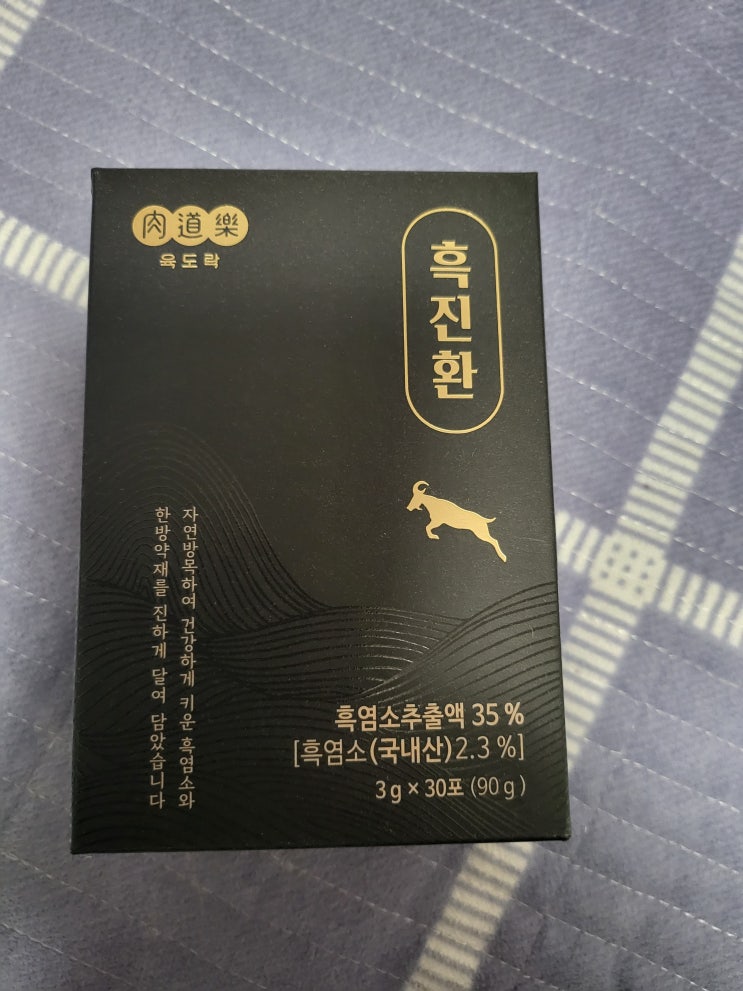 肉道樂
육도락
흑진환
자연방목하여 건강하게 키운 흑염소와
한방약재를 진하게 달여 담았습니다
흑염소추출액 35 %
[흑염소(국내산)2.3 %]
3g × 30포 (90g)